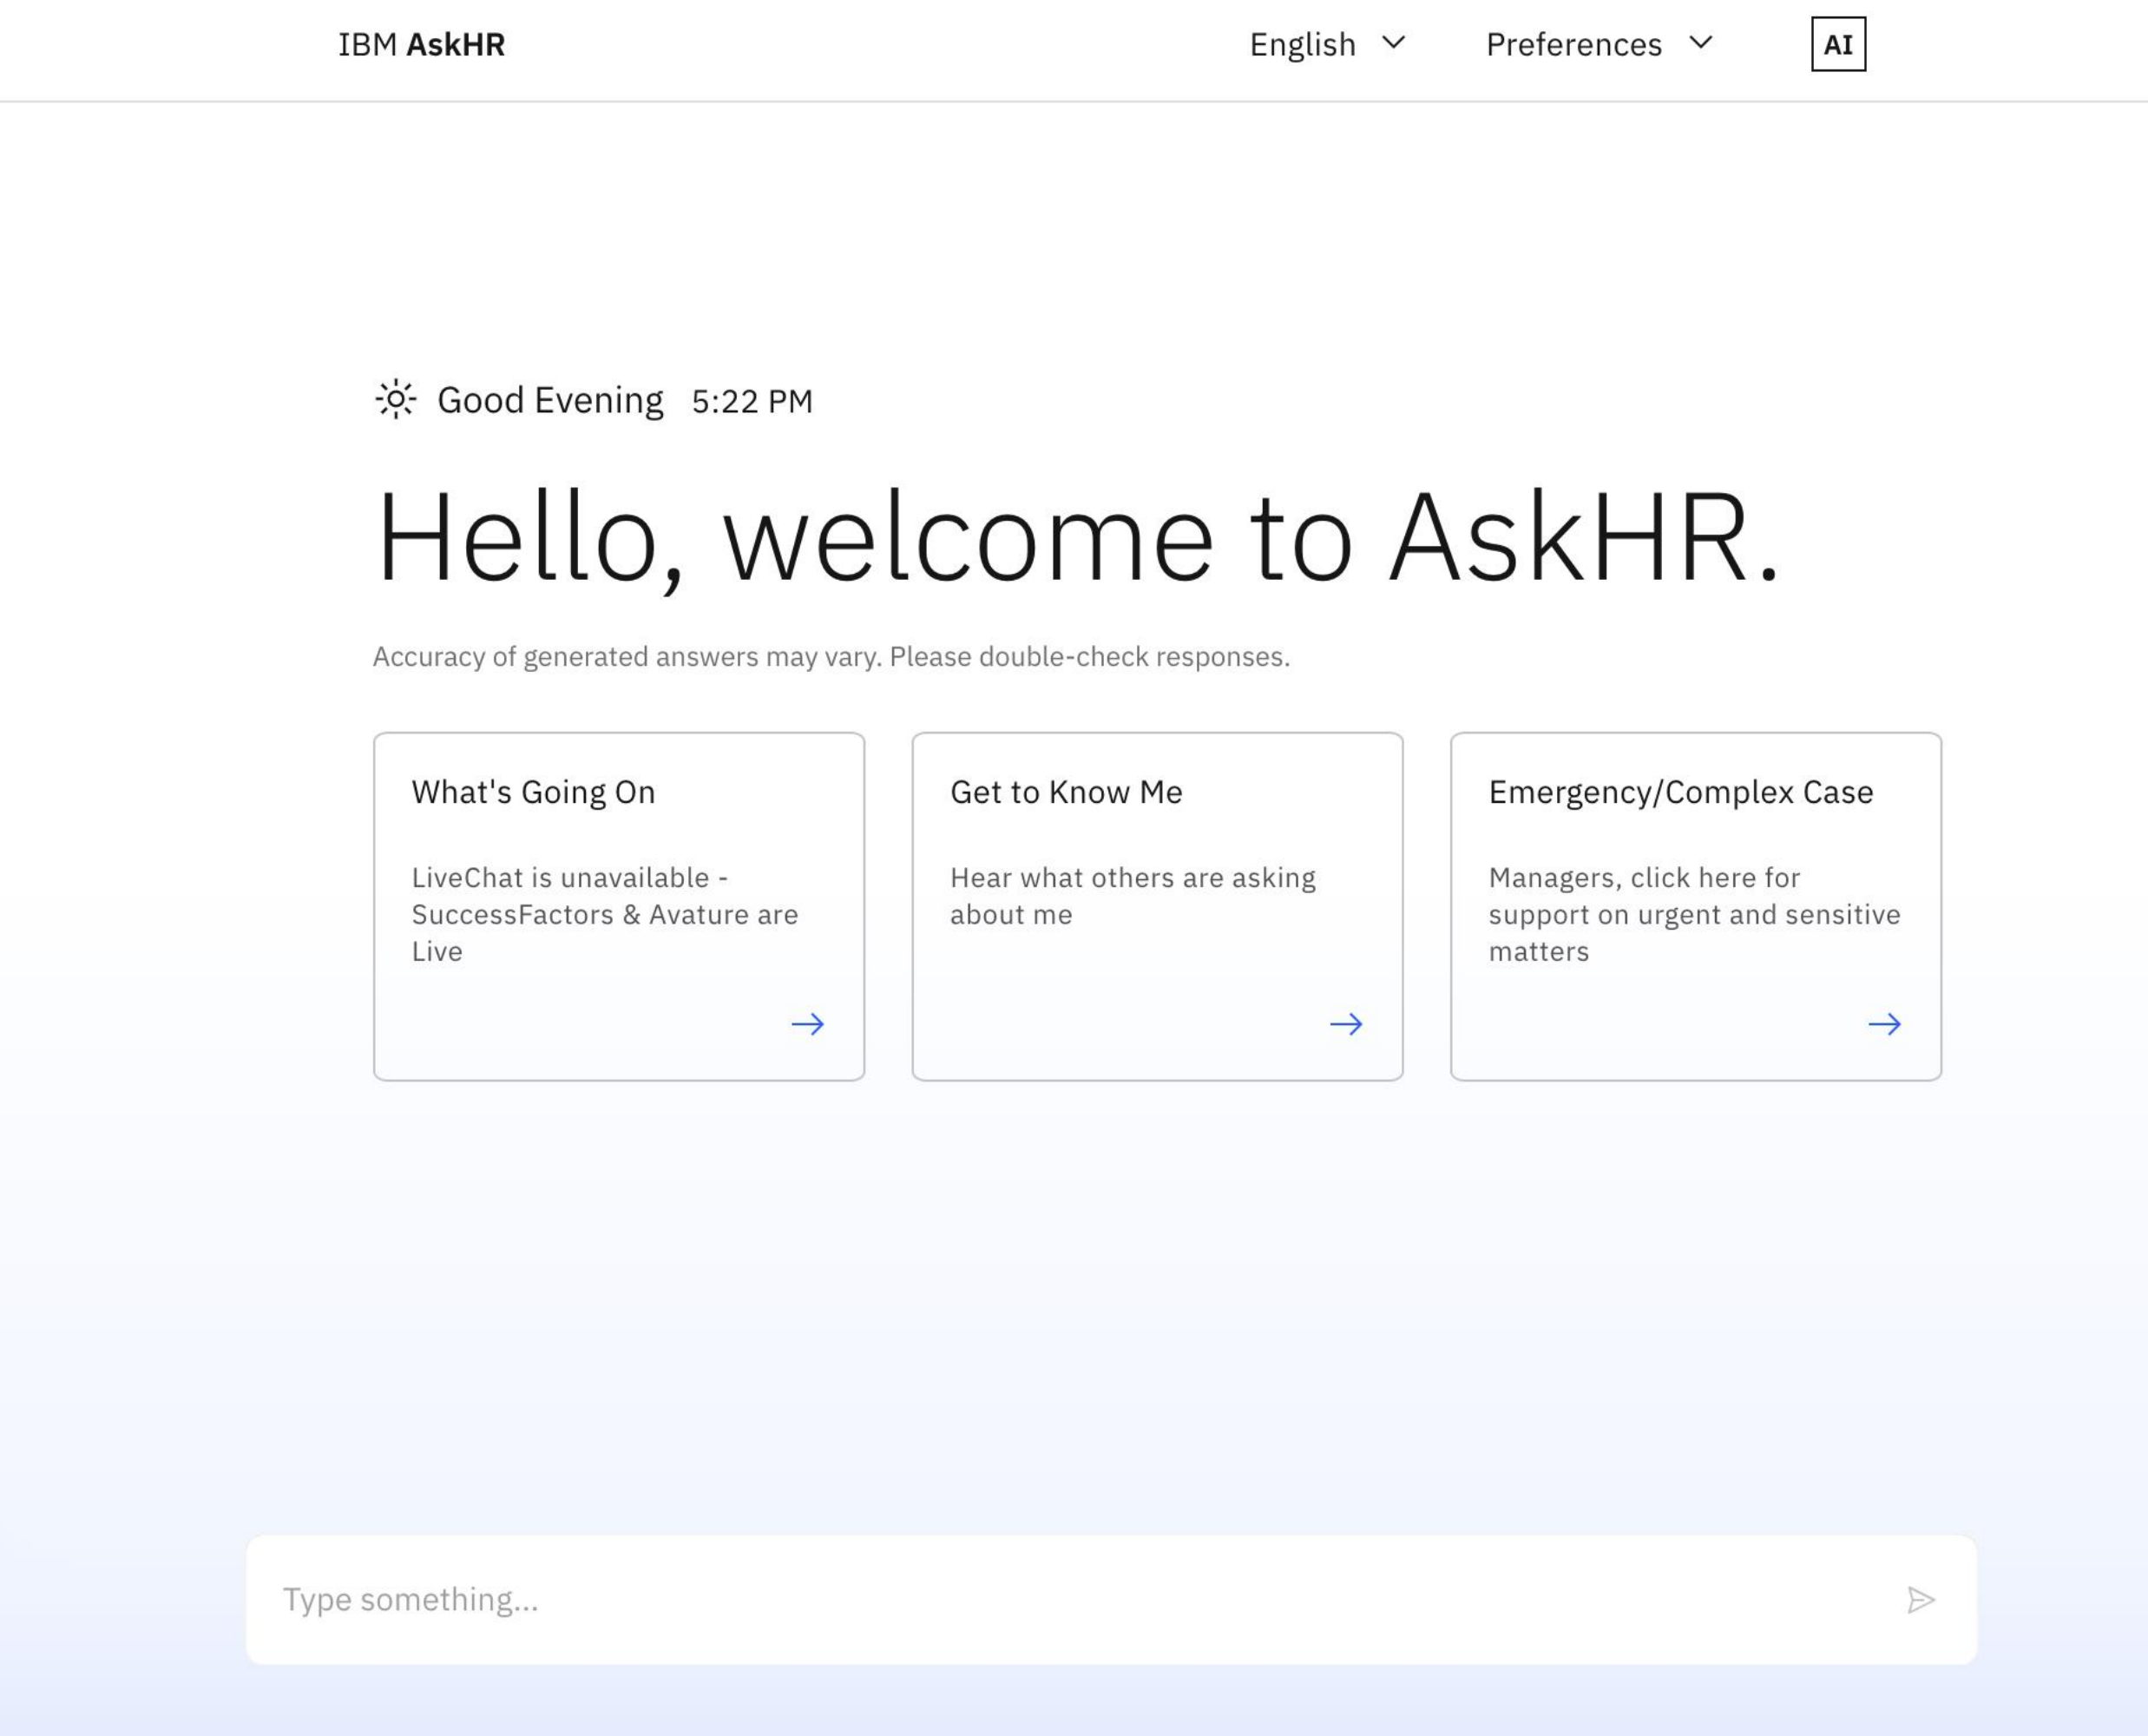 IBM AskHR
English
Preferences
AI
Good Evening 5:22 PM
Hello, welcome to AskHR.
Accuracy of generated answers may vary. Please double-check responses.
What's Going On
LiveChat is unavailable -
SuccessFactors & Avature are
Live
Get to Know Me
Hear what others are asking
about me
Emergency/Complex Case
Managers, click here for
support on urgent and sensitive
matters
Type something...